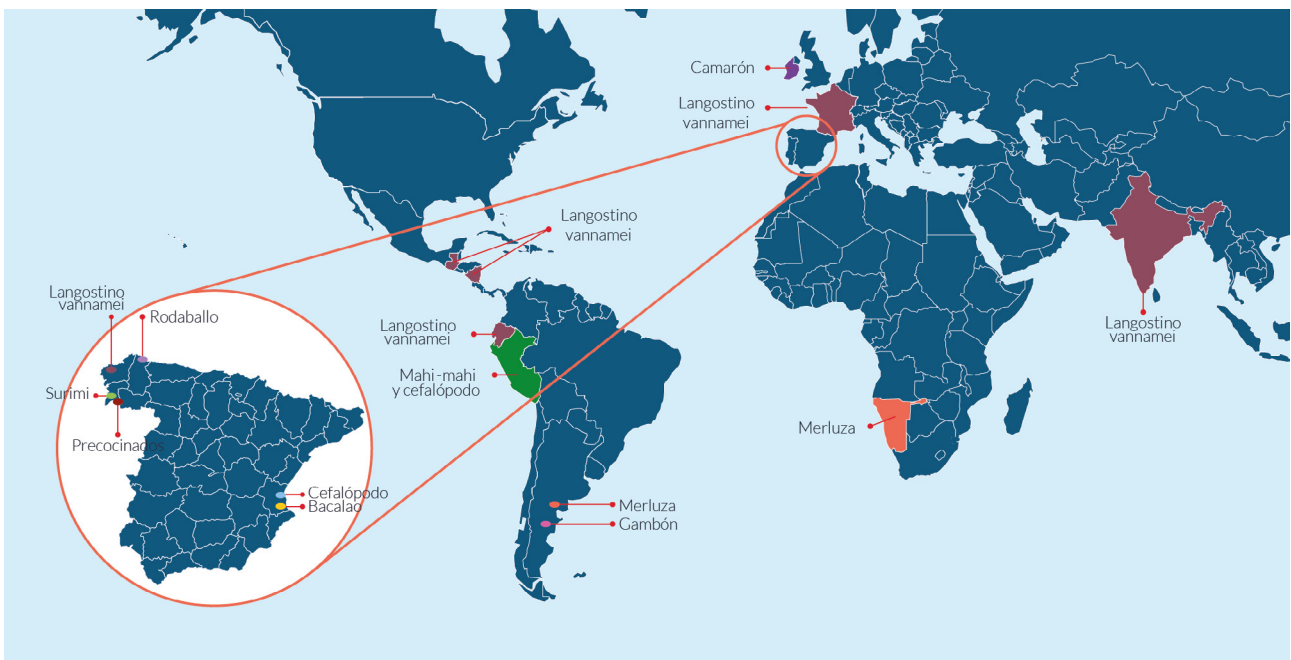 Camarón
Langostino
vannamei
Langostino
vannamei
Langostino
vannamei
Rodaballo
Surimi
Precocinados
Cefalópodo
Bacalao
Langostino
vannamei
Mahi-mahi
y cefalópodo
Langostino
vannamei
Merluza
Merluza
Gambón